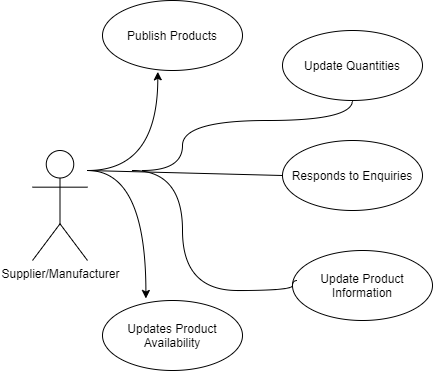 Publish Products
Update Quantities
Responds to Enquiries
Supplier/Manufacturer
Update Product
Information
Updates Product
Availability